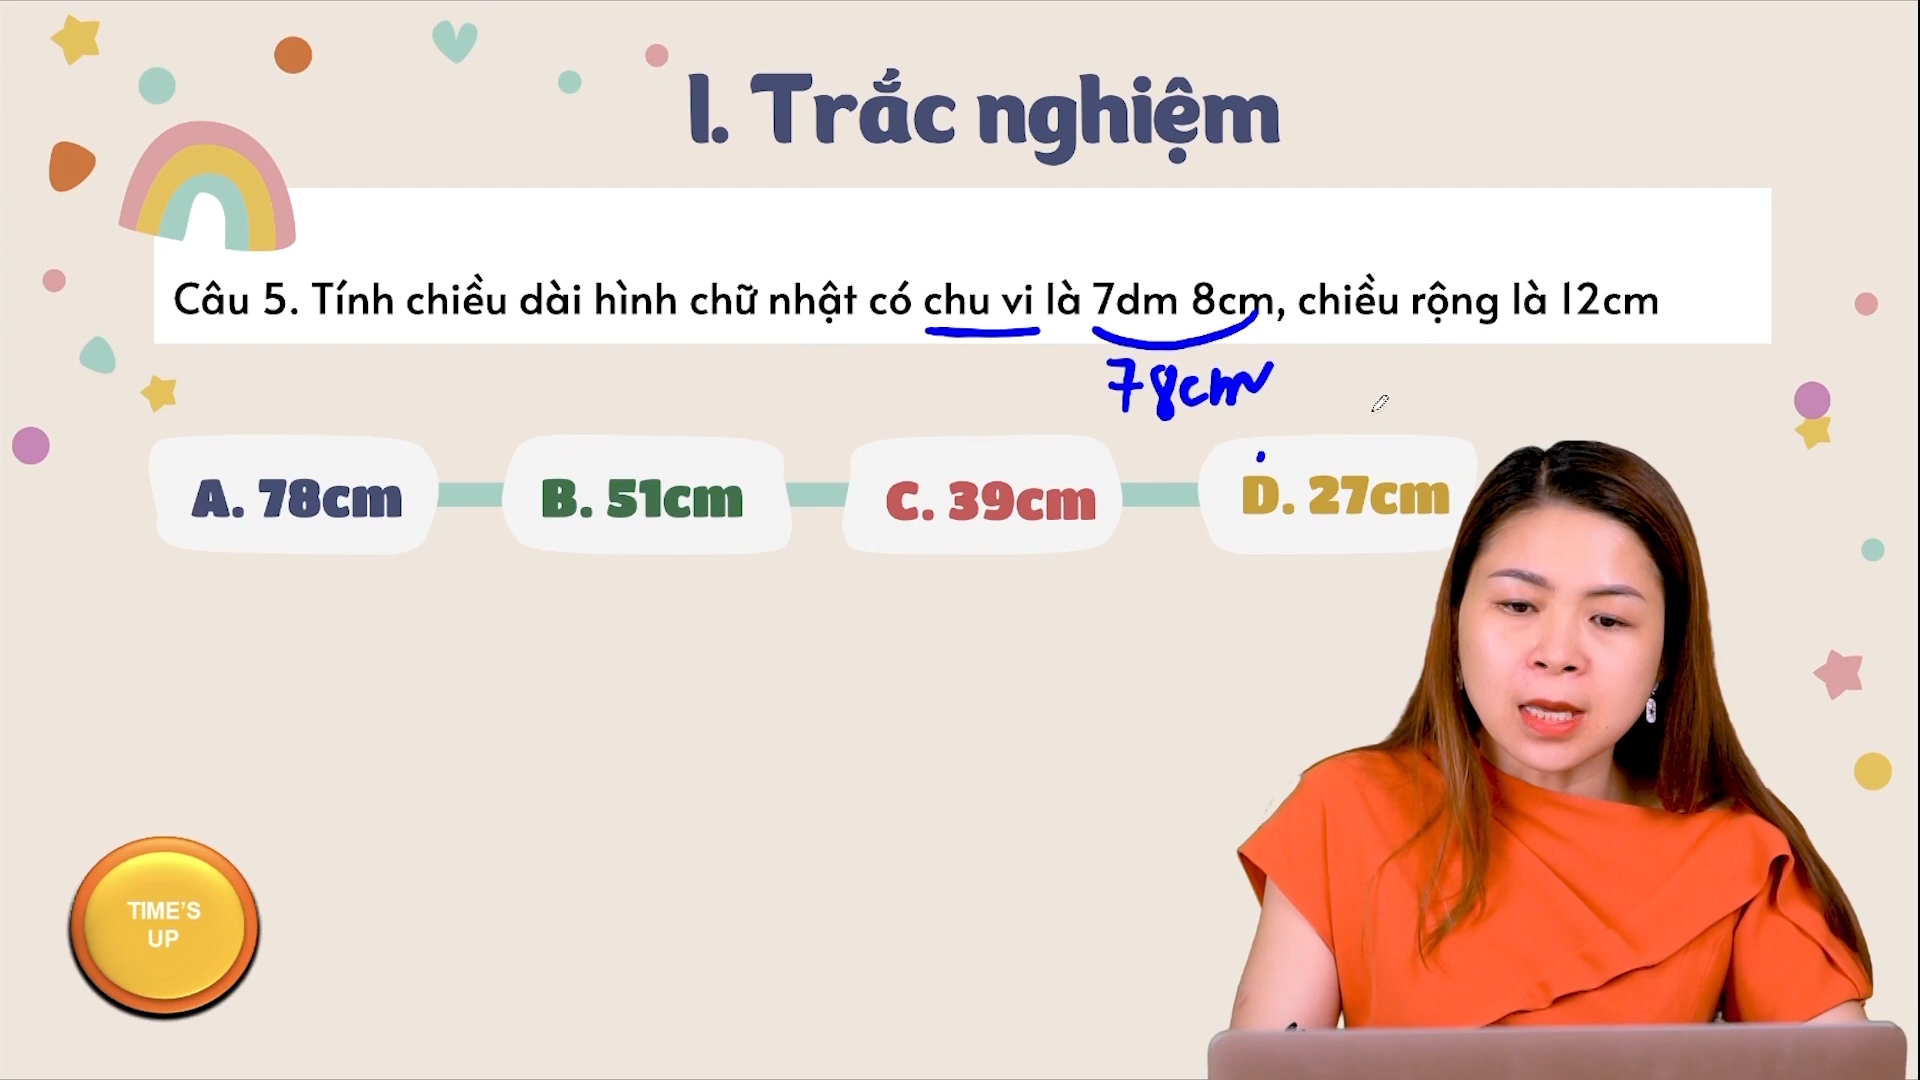 I. Trắc nghiệm
Câu 5. Tính chiều dài hình chữ nhật có chu vi là 7dm 8cm, chiều rộng là 12cm
78cm
A. 78cm
B. 51cm
C. 39cm
D. 27cm
TIME'S
UP